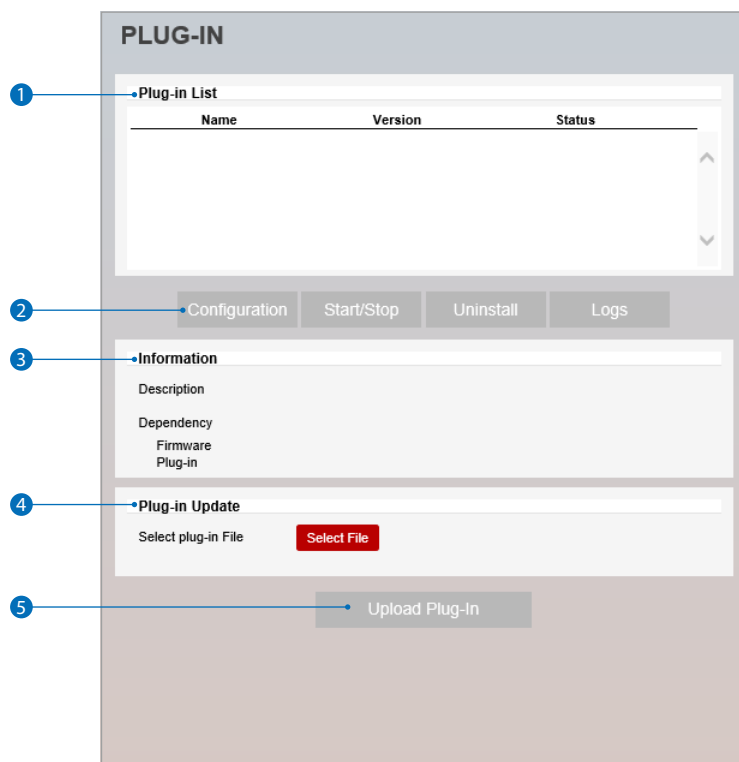 PLUG-IN
1 Plug-in List
Name Version Status
2 Configuration Start/Stop Uninstall Logs
3 Information
Description
Dependency
Firmware
Plug-in
4 Plug-in Update
Select plug-in File Select File
5 Upload Plug-In